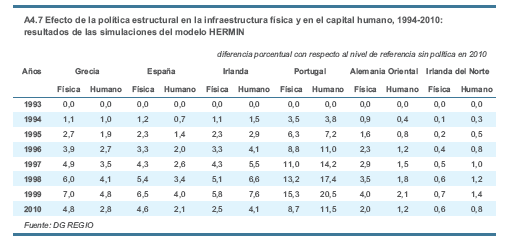 A4.7 Efecto de la política estructural en la infraestructura física y en el capital humano, 1994-2010:
resultados de las simulaciones del modelo HERMIN
diferencia porcentual con respecto al nivel de referencia sin política en 2010
Años Grecia España Irlanda Portugal Alemania Oriental Irlanda del Norte
Física Humano Física Humano Física Humano Física Humano Física Humano Física Humano
1993 0,0 0,0 0,0 0,0 0,0 0,0 0,0 0,0 0,0 0,0 0,0 0,0
1994 1,1 1,0 1,2 0,7 1,1 1,5 3,5 3,8 0,9 0,4 0,1 0,3
1995 2,7 1,9 2,3 1,4 2,3 2,9 6,3 7,2 1,6 0,8 0,2 0,5
1996 3,9 2,7 3,3 2,0 3,3 4,1 8,8 11,0 2,3 1,2 0,4 0,8
1997 4,9 3,5 4,3 2,6 4,3 5,5 11,0 14,2 2,9 1,5 0,5 1,0
1998 6,0 4,1 5,4 3,4 5,1 6,6 13,2 17,4 3,5 1,8 0,6 1,2
1999 7,0 4,8 6,5 4,0 5,8 7,6 15,3 20,5 4,0 2,1 0,7 1,4
2010 4,8 2,8 4,6 2,1 2,5 4,1 8,7 11,5 2,0 1,2 0,6 0,8
Fuente: DG REGIO